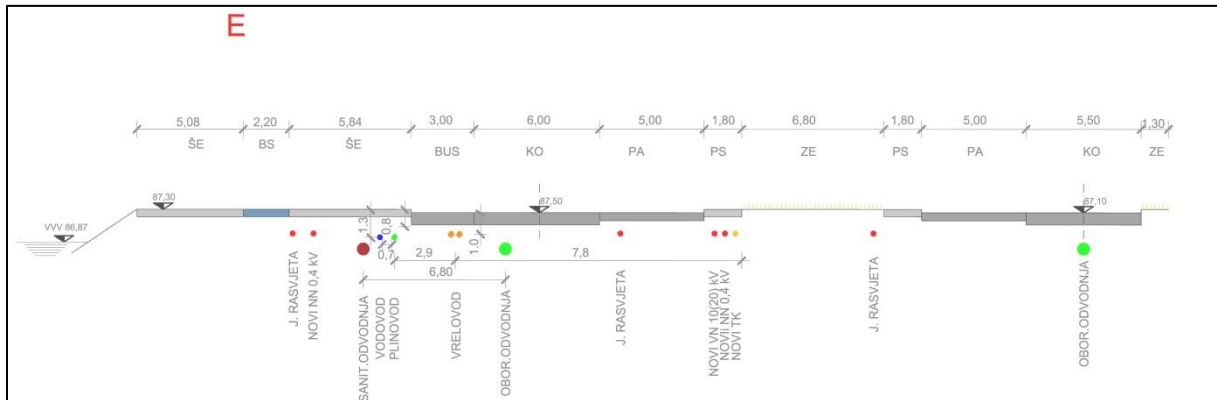 E
5,08 2,20 5,84 3,00 6,00 5,00 1,80 6,80 1,80 5,00 5,50 1,30
ŠE BS ŠE BUS KO PA PS ZE PS PA KO ZE
87,30 87,50 87,10
VVV 86,87
1,3 0,8 1,0
0,7 2,9 7,8
6,80
J. RASVJETA
NOVI NN 0,4 kV
SANIT.ODVODNJA
VODOVOD
PLINOVOD
VRELOVOD
OBOR.ODVODNJA
J. RASVJETA
NOVI VN 10(20) kV
NOVIi NN 0,4 kV
NOVI TK
J. RASVJETA
OBOR.ODVODNJA